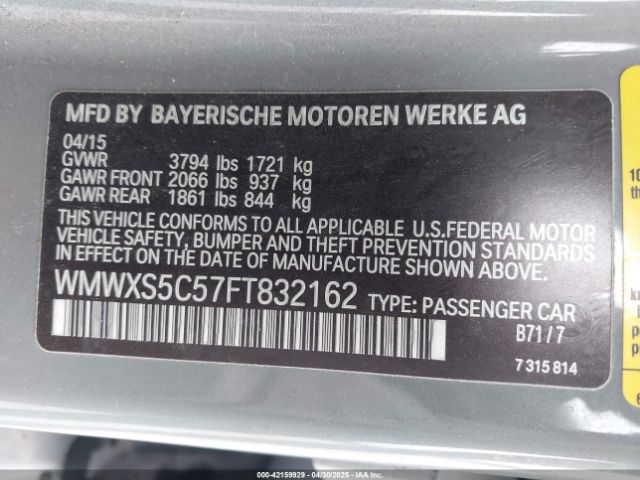 MFD BY BAYERISCHE MOTOREN WERKE AG
04/15
GVWR 3794 lbs 1721 kg
GAWR FRONT 2066 lbs 937 kg
GAWR REAR 1861 lbs 844 kg
THIS VEHICLE CONFORMS TO ALL APPLICABLE U.S.FEDERAL MOTOR
VEHICLE SAFETY, BUMPER AND THEFT PREVENTION STANDARDS
IN EFFECT ON THE DATE OF MANUFACTURE SHOWN ABOVE.
WMWXS5C57FT832162 TYPE: PASSENGER CAR
B71/7
7 315 814
000-42159929 - 04/30/2025 - IAAI.COM